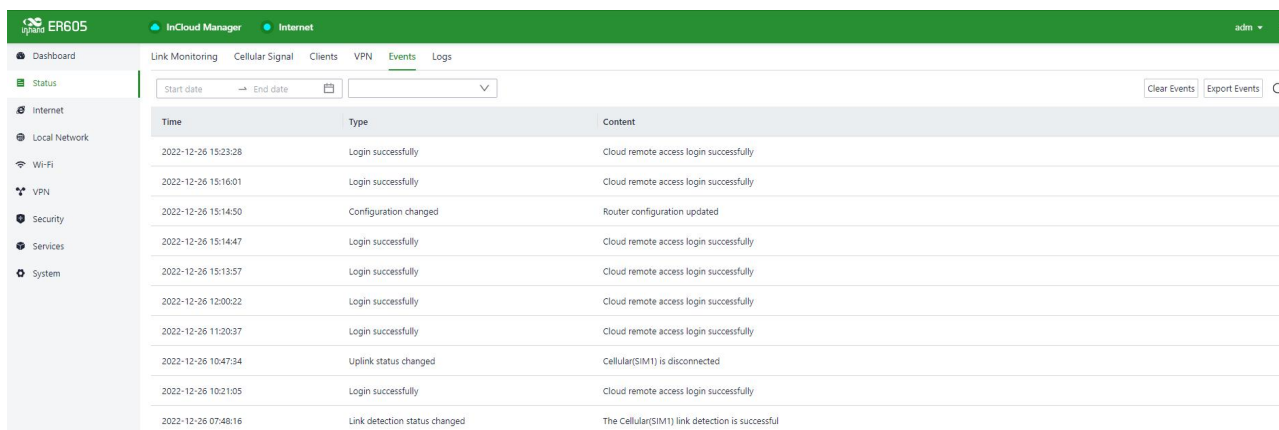 inhand ER605 InCloud Manager Internet adm
Dashboard
Status
Internet
Local Network
Wi-Fi
VPN
Security
Services
System
Link Monitoring Cellular Signal Clients VPN Events Logs
Start date → End date Clear Events Export Events
Time Type Content
2022-12-26 15:23:28 Login successfully Cloud remote access login successfully
2022-12-26 15:16:01 Login successfully Cloud remote access login successfully
2022-12-26 15:14:50 Configuration changed Router configuration updated
2022-12-26 15:14:47 Login successfully Cloud remote access login successfully
2022-12-26 15:13:57 Login successfully Cloud remote access login successfully
2022-12-26 12:00:22 Login successfully Cloud remote access login successfully
2022-12-26 11:20:37 Login successfully Cloud remote access login successfully
2022-12-26 10:47:34 Uplink status changed Cellular(SIM1) is disconnected
2022-12-26 10:21:05 Login successfully Cloud remote access login successfully
2022-12-26 07:48:16 Link detection status changed The Cellular(SIM1) link detection is successful